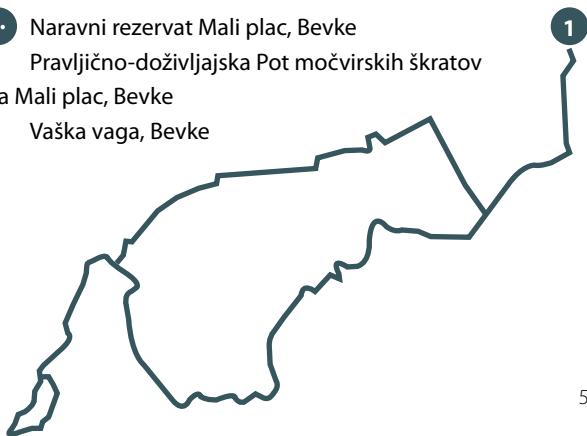 Naravni rezervat Mali plac, Bevke
Pravljično-doživljajska Pot močvirskih škratov
Mali plac, Bevke
Vaška vaga, Bevke
1
5